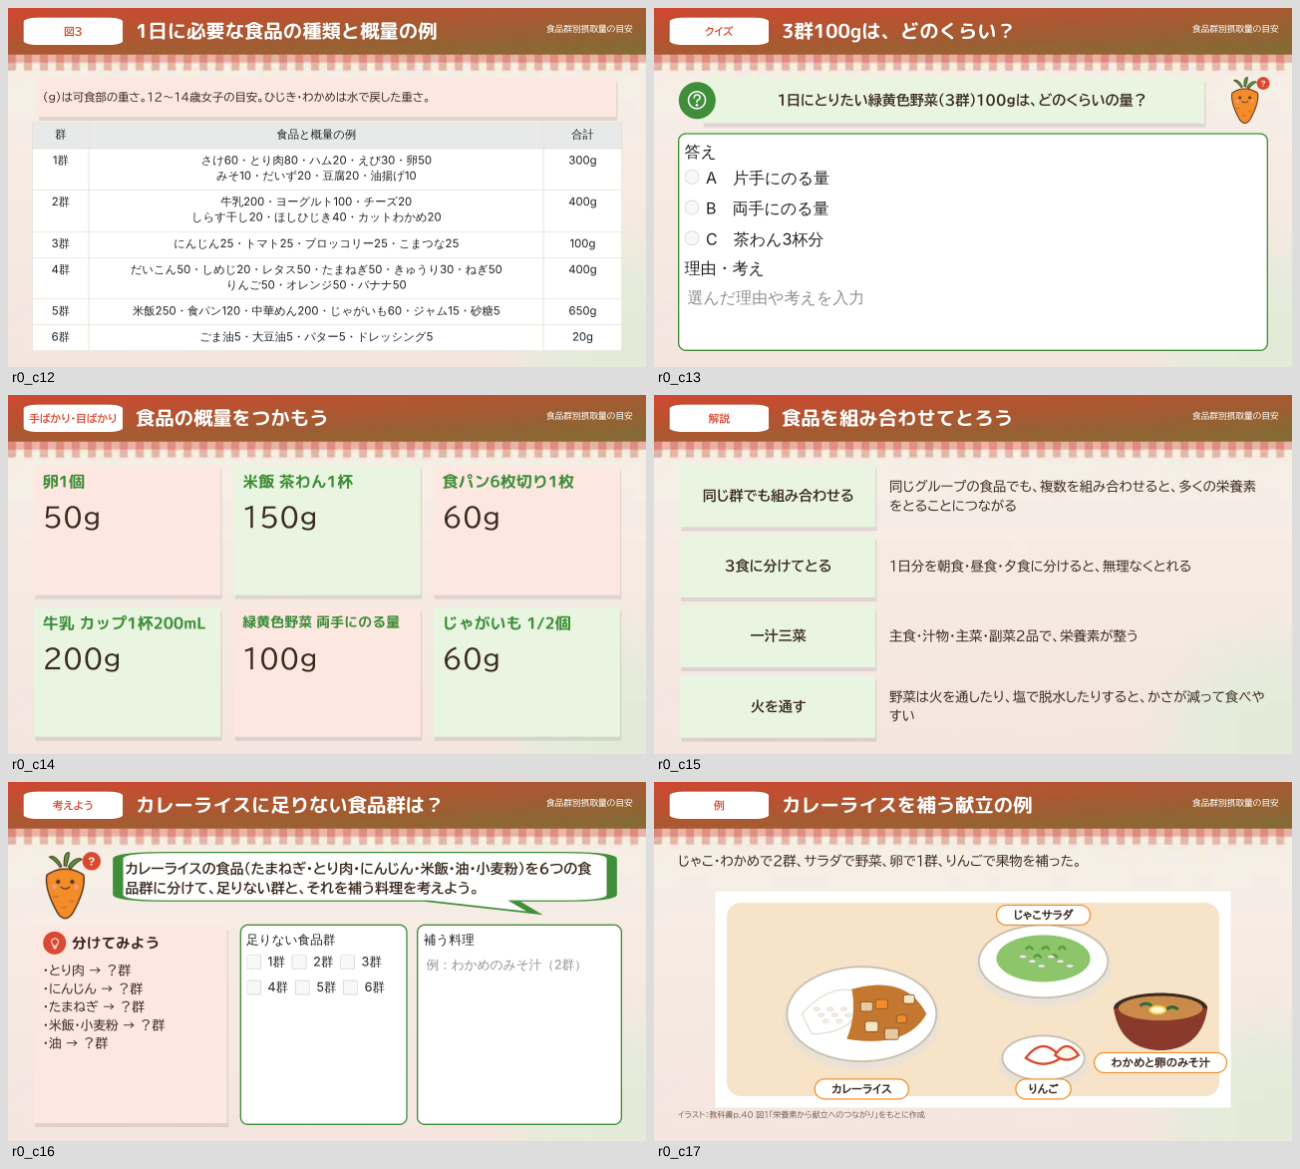 図3
1日に必要な食品の種類と概量の例
食品群別摂取量の目安
(g)は可食部の重さ。12〜14歳女子の目安。ひじき・わかめは水で戻した重さ。
群 食品と概量の例 合計
1群 さけ60・とり肉80・ハム20・えび30・卵50 300g
みそ10・だいず20・豆腐20・油揚げ10
2群 牛乳200・ヨーグルト100・チーズ20 400g
しらす干し20・ほしひじき40・カットわかめ20
3群 にんじん25・トマト25・ブロッコリー25・こまつな25 100g
4群 だいこん50・しめじ20・レタス50・たまねぎ50・きゅうり30・ねぎ50 400g
りんご50・オレンジ50・バナナ50
5群 米飯250・食パン120・中華めん200・じゃがいも60・ジャム15・砂糖5 650g
6群 ごま油5・大豆油5・バター5・ドレッシング5 20g
r0_c12
クイズ
3群100gは、どのくらい？
食品群別摂取量の目安
1日にとりたい緑黄色野菜(3群)100gは、どのくらいの量？
?
答え
A 片手にのる量
B 両手にのる量
C 茶わん3杯分
理由・考え
選んだ理由や考えを入力
r0_c13
手ばかり・目ばかり
食品の概量をつかもう
食品群別摂取量の目安
卵1個
50g
米飯 茶わん1杯
150g
食パン6枚切り1枚
60g
牛乳 カップ1杯200mL
200g
緑黄色野菜 両手にのる量
100g
じゃがいも 1/2個
60g
r0_c14
解説
食品を組み合わせてとろう
食品群別摂取量の目安
同じ群でも組み合わせる
同じグループの食品でも、複数を組み合わせると、多くの栄養素
をとることにつながる
3食に分けてとる
1日分を朝食・昼食・夕食に分けると、無理なくとれる
一汁三菜
主食・汁物・主菜・副菜2品で、栄養素が整う
火を通す
野菜は火を通したり、塩で脱水したりすると、かさが減って食べや
すい
r0_c15
考えよう
カレーライスに足りない食品群は？
食品群別摂取量の目安
?
カレーライスの食品(たまねぎ・とり肉・にんじん・米飯・油・小麦粉)を6つの食
品群に分けて、足りない群と、それを補う料理を考えよう。
分けてみよう
・とり肉 → ？群
・にんじん → ？群
・たまねぎ → ？群
・米飯・小麦粉 → ？群
・油 → ？群
足りない食品群
1群 2群 3群
4群 5群 6群
補う料理
例：わかめのみそ汁（2群）
r0_c16
例
カレーライスを補う献立の例
食品群別摂取量の目安
じゃこ・わかめで2群、サラダで野菜、卵で1群、りんごで果物を補った。
じゃこサラダ
わかめと卵のみそ汁
カレーライス
りんご
イラスト：教科書p.40 図1「栄養素から献立へのつながり」をもとに作成
r0_c17